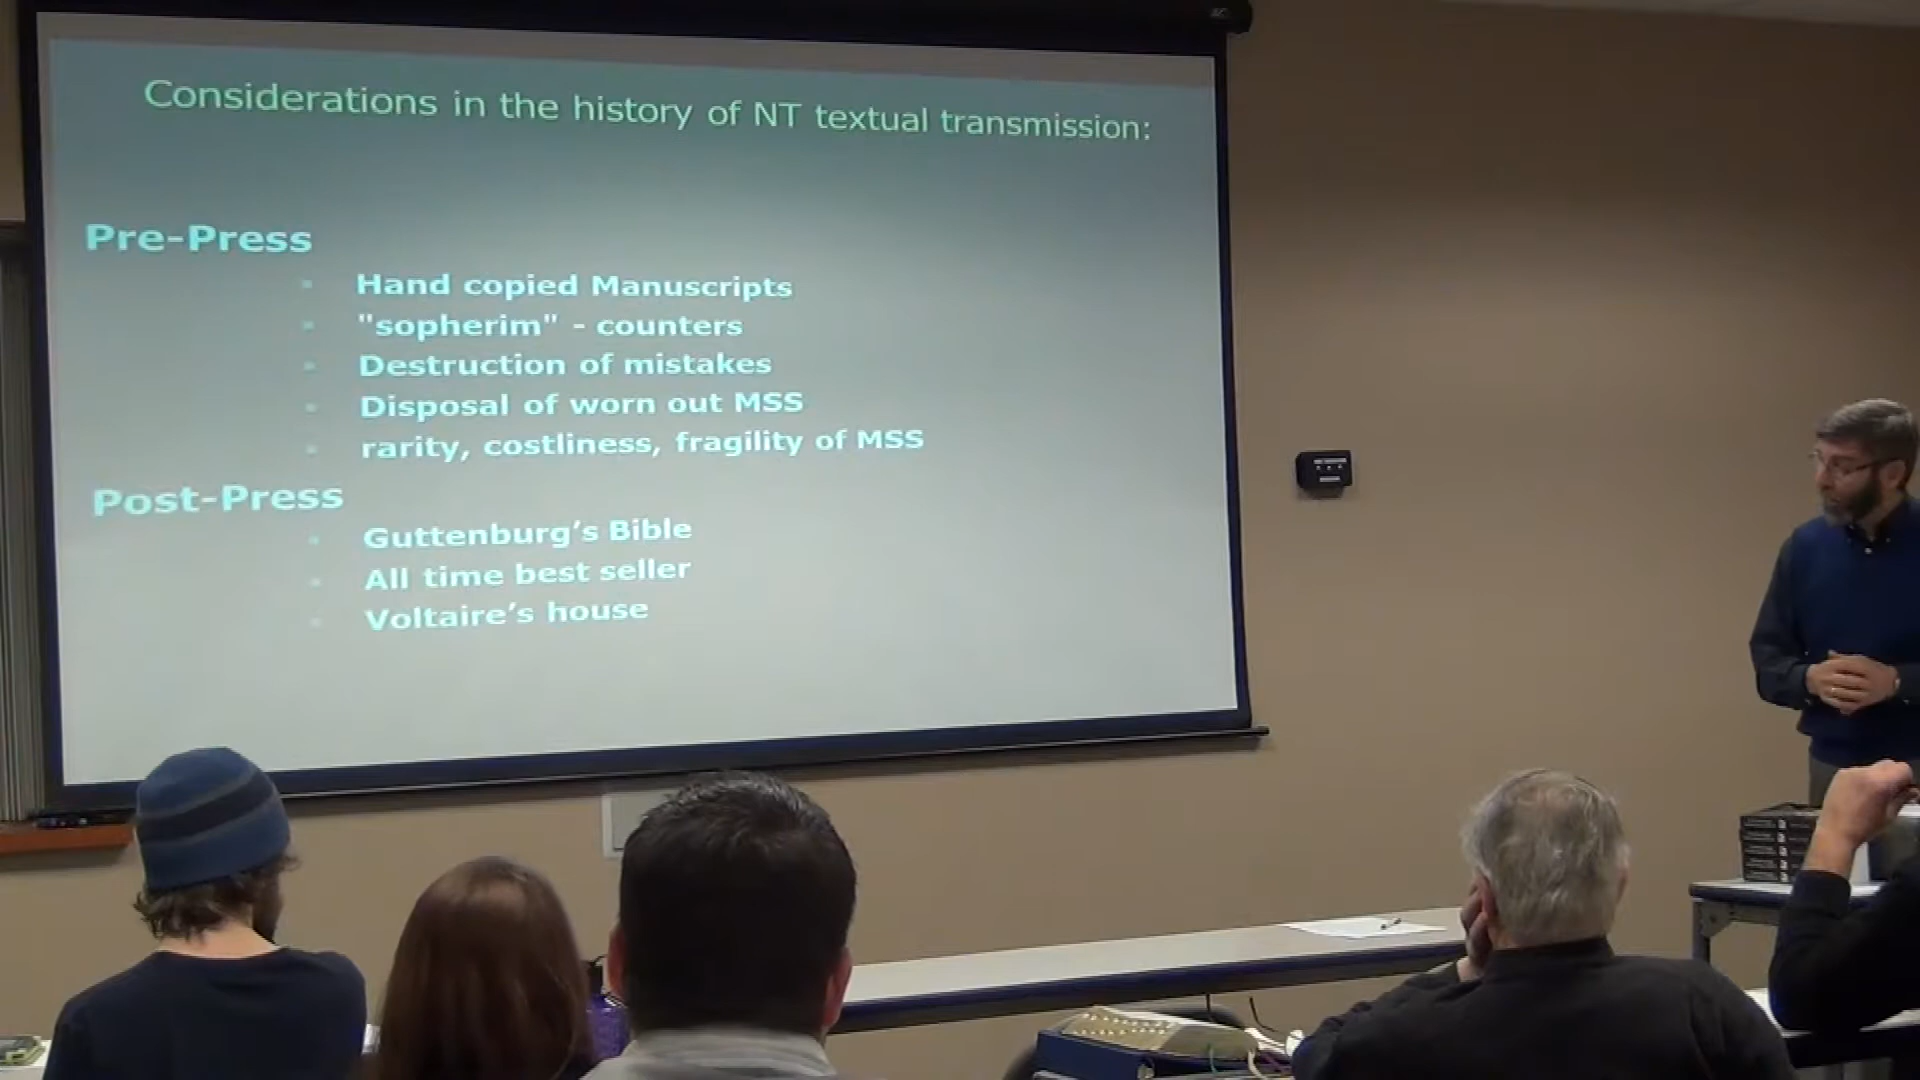 Considerations in the history of NT textual transmission:
Pre-Press
Hand copied Manuscripts
"sopherim" - counters
Destruction of mistakes
Disposal of worn out MSS
rarity, costliness, fragility of MSS
Post-Press
Guttenburg’s Bible
All time best seller
Voltaire’s house